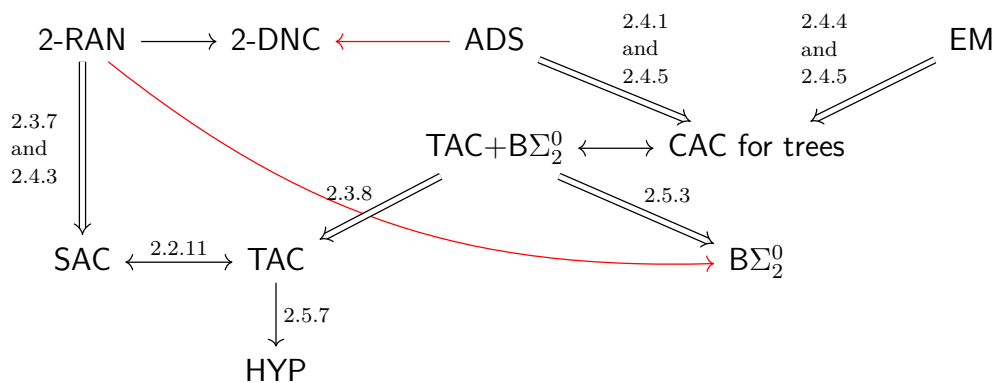 2-RAN 2-DNC ADS EM
2.4.1
and
2.4.5
2.4.4
and
2.4.5
2.3.7
and
2.4.3
TAC+BΣ⁰₂ CAC for trees
2.3.8 2.5.3
SAC 2.2.11 TAC BΣ⁰₂
2.5.7
HYP